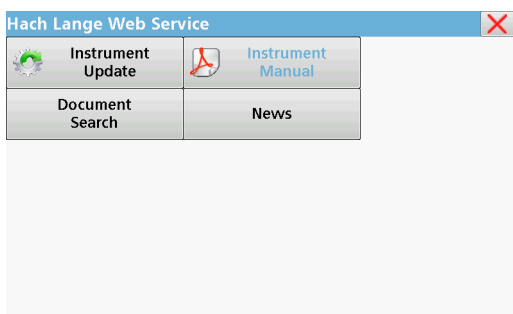 Hach Lange Web Service
Instrument
Update
Instrument
Manual
Document
Search
News